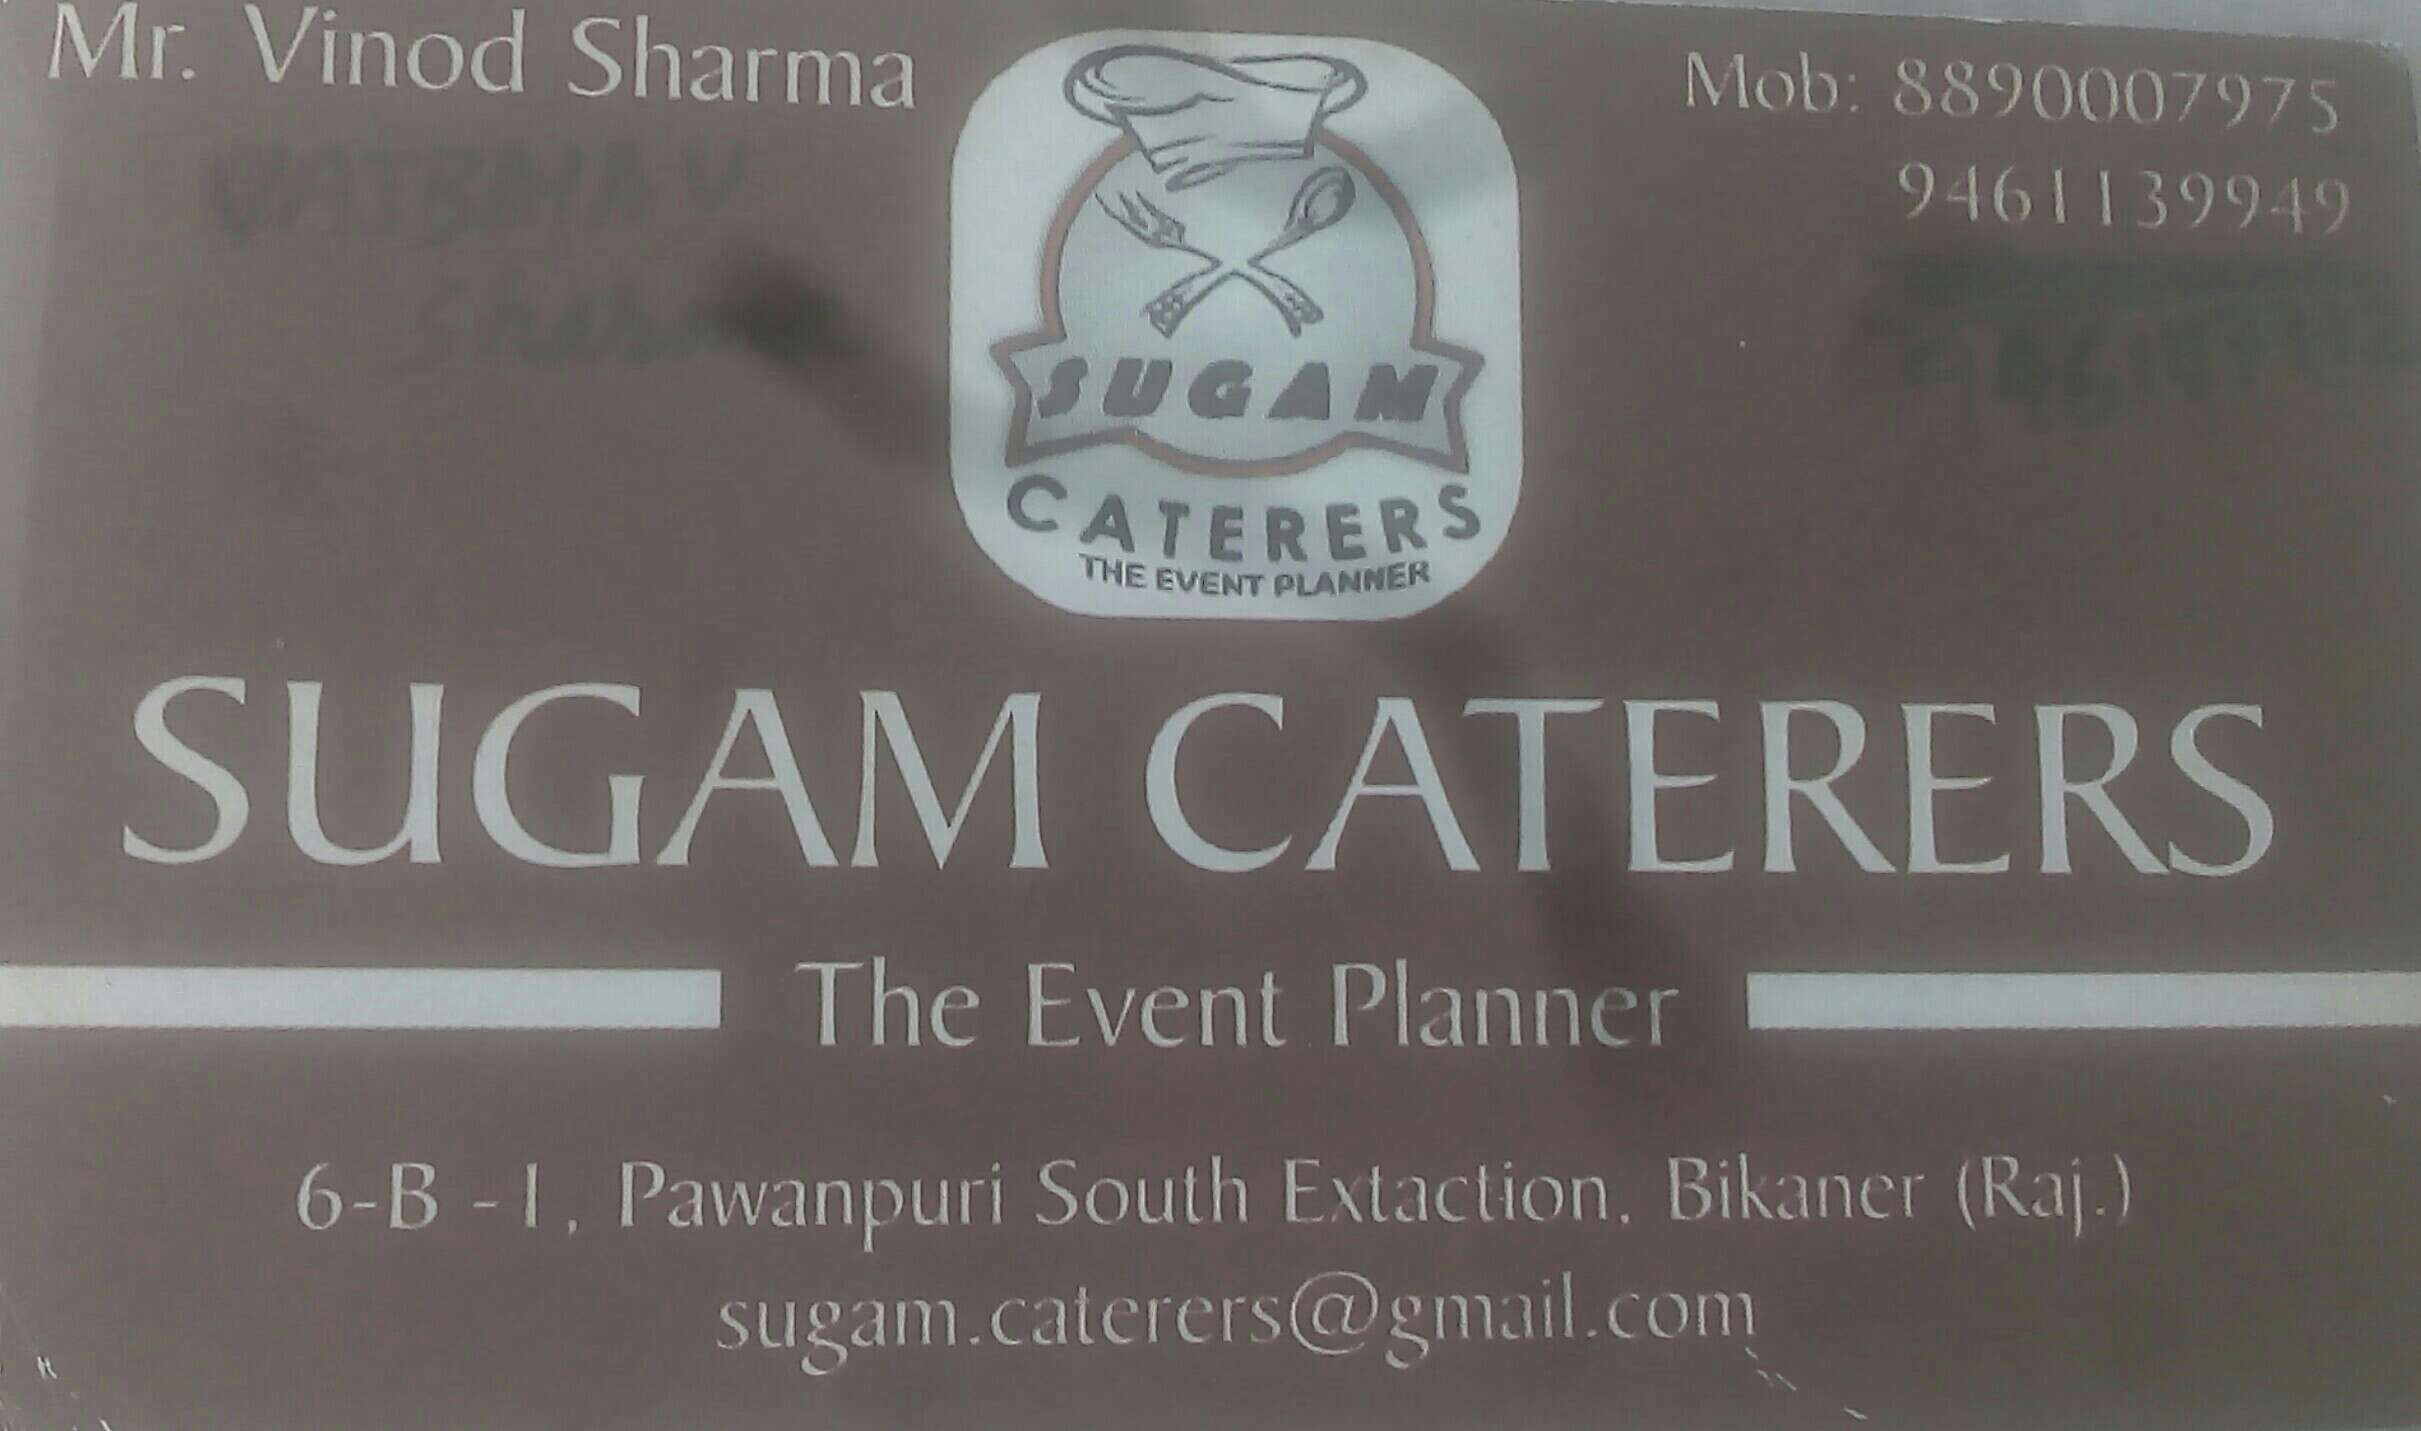 Mr. Vinod Sharma
Mob: 8890007975
9461139949
SUGAM
CATERERS
THE EVENT PLANNER
SUGAM CATERERS
The Event Planner
6-B -1, Pawanpuri South Extaction, Bikaner (Raj.)
sugam.caterers@gmail.com